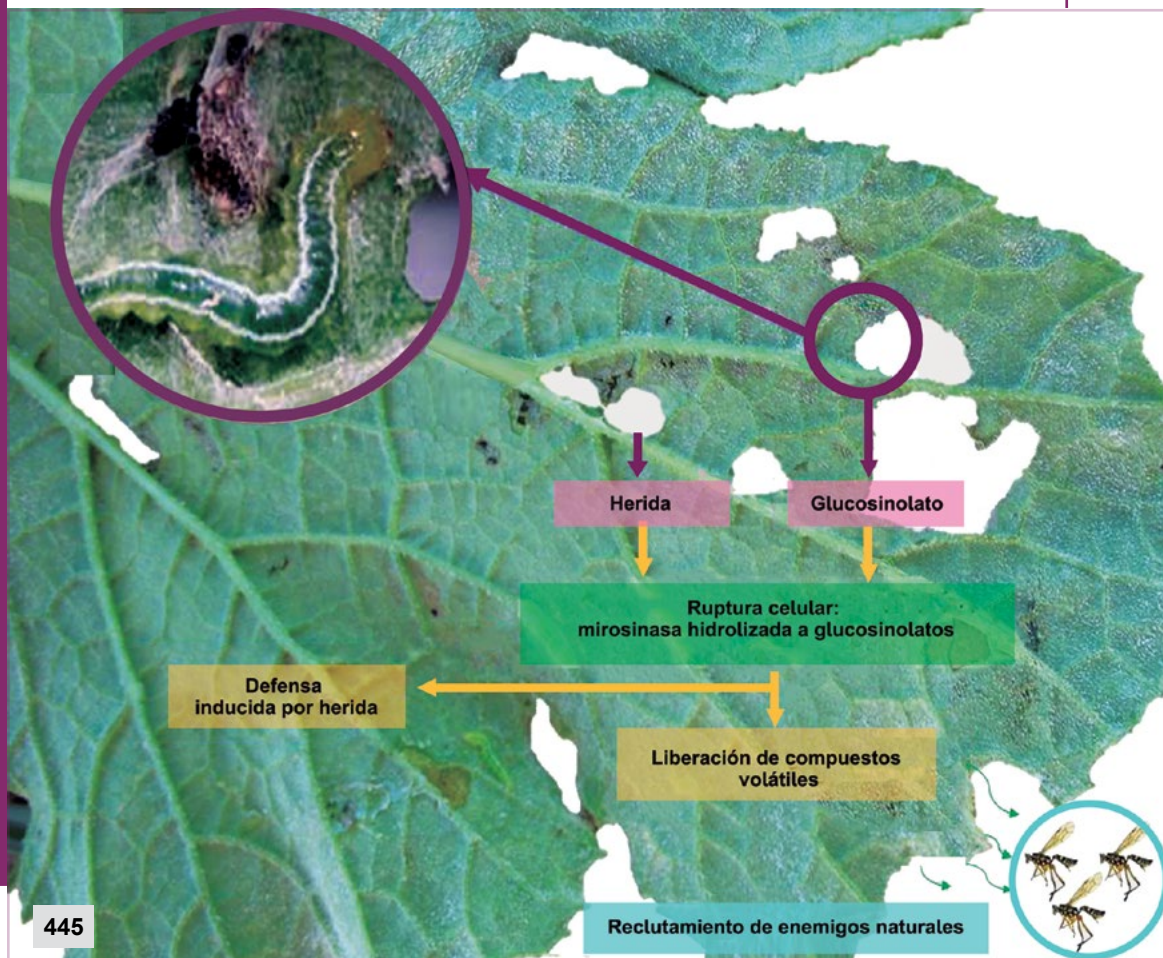 Herida
Glucosinolato
Ruptura celular:
mirosinasa hidrolizada a glucosinolatos
Defensa
inducida por herida
Liberación de compuestos
volátiles
Reclutamiento de enemigos naturales
445